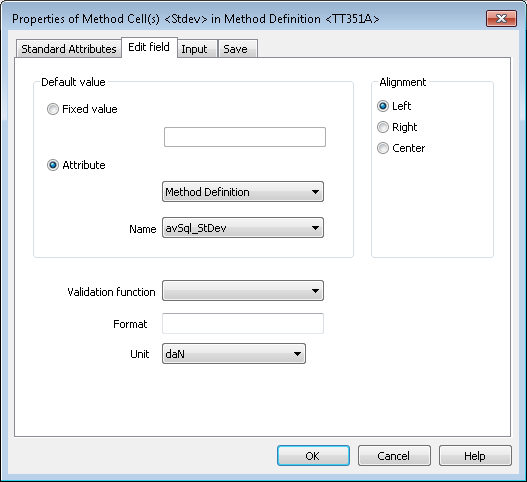 Properties of Method Cell(s) <Stdev> in Method Definition <TT351A>
Standard Attributes Edit field Input Save
Default value
Fixed value
Attribute
Method Definition
Name avSql_StDev
Alignment
Left
Right
Center
Validation function
Format
Unit daN
OK Cancel Help